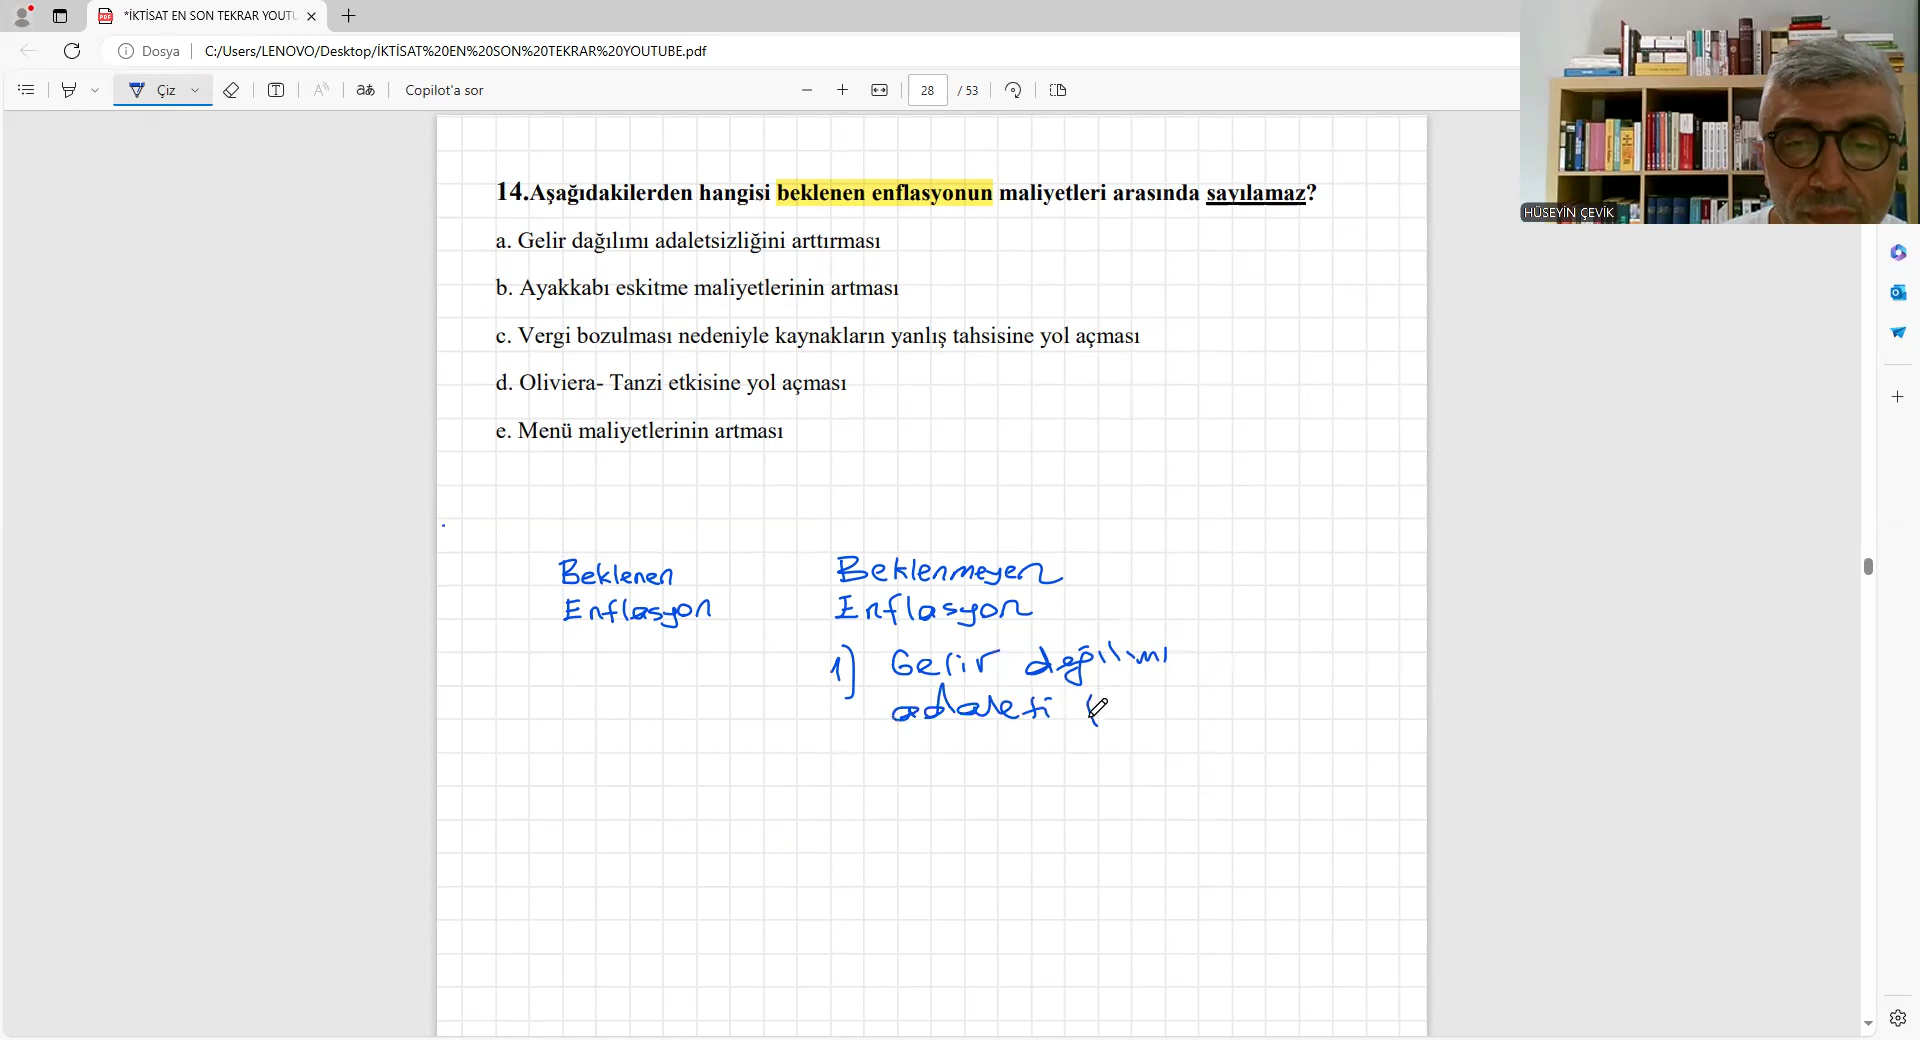 *İKTİSAT EN SON TEKRAR YOUTU
Dosya C:/Users/LENOVO/Desktop/İKTİSAT%20EN%20SON%20TEKRAR%20YOUTUBE.pdf
Çiz Copilot'a sor 28 / 53
HÜSEYİN ÇEVİK
14.Aşağıdakilerden hangisi beklenen enflasyonun maliyetleri arasında sayılamaz?
a. Gelir dağılımı adaletsizliğini arttırması
b. Ayakkabı eskitme maliyetlerinin artması
c. Vergi bozulması nedeniyle kaynakların yanlış tahsisine yol açması
d. Oliviera- Tanzi etkisine yol açması
e. Menü maliyetlerinin artması
Beklenen Beklenmeyen
Enflasyon Enflasyon
1) Gelir dağılımı
adaleti